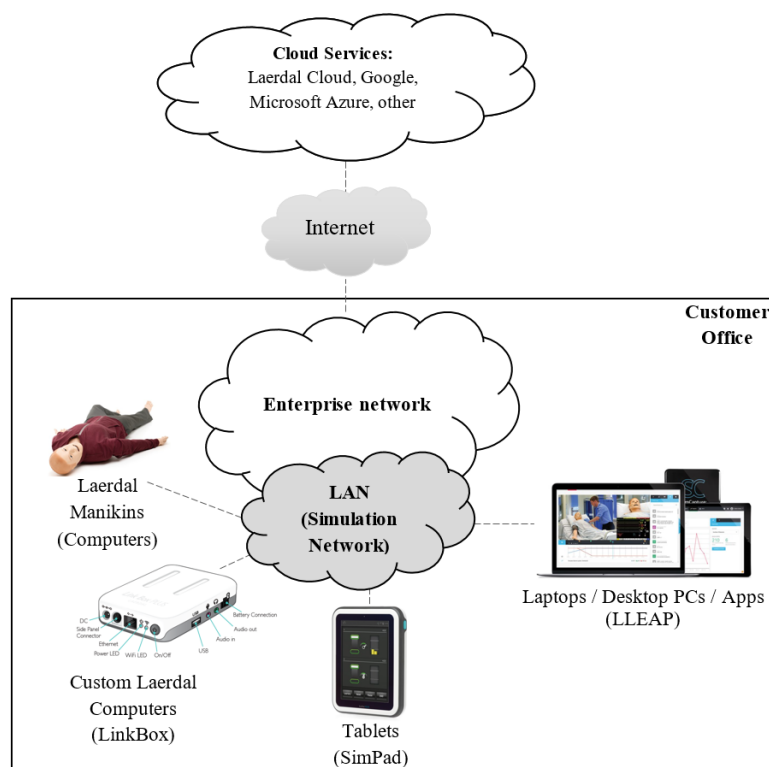 Cloud Services:
Laerdal Cloud, Google,
Microsoft Azure, other
Internet
Customer
Office
Enterprise network
LAN
(Simulation
Network)
Laerdal
Manikins
(Computers)
SC
Laptops / Desktop PCs / Apps
(LLEAP)
DC
Side Panel
Connector
Ethernet
Power LED
WiFi LED
On/Off
USB
Audio in
Audio out
Battery Connection
Custom Laerdal
Computers
(LinkBox)
Tablets
(SimPad)